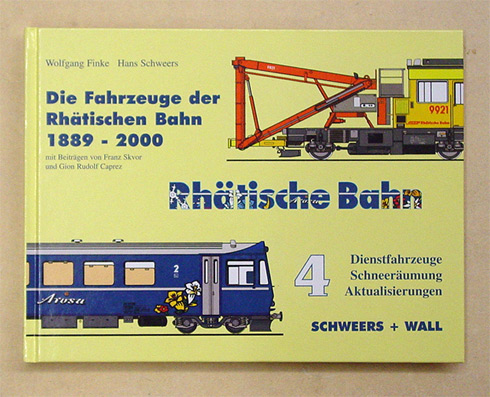 Wolfgang Finke Hans Schweers
Die Fahrzeuge der
Rhätischen Bahn
1889 - 2000
mit Beiträgen von Franz Skvor
und Gion Rudolf Caprez
9921
9921
Rhätische Bahn
Rhätische Bahn
2
Arosa
4
Dienstfahrzeuge
Schneeräumung
Aktualisierungen
SCHWEERS + WALL